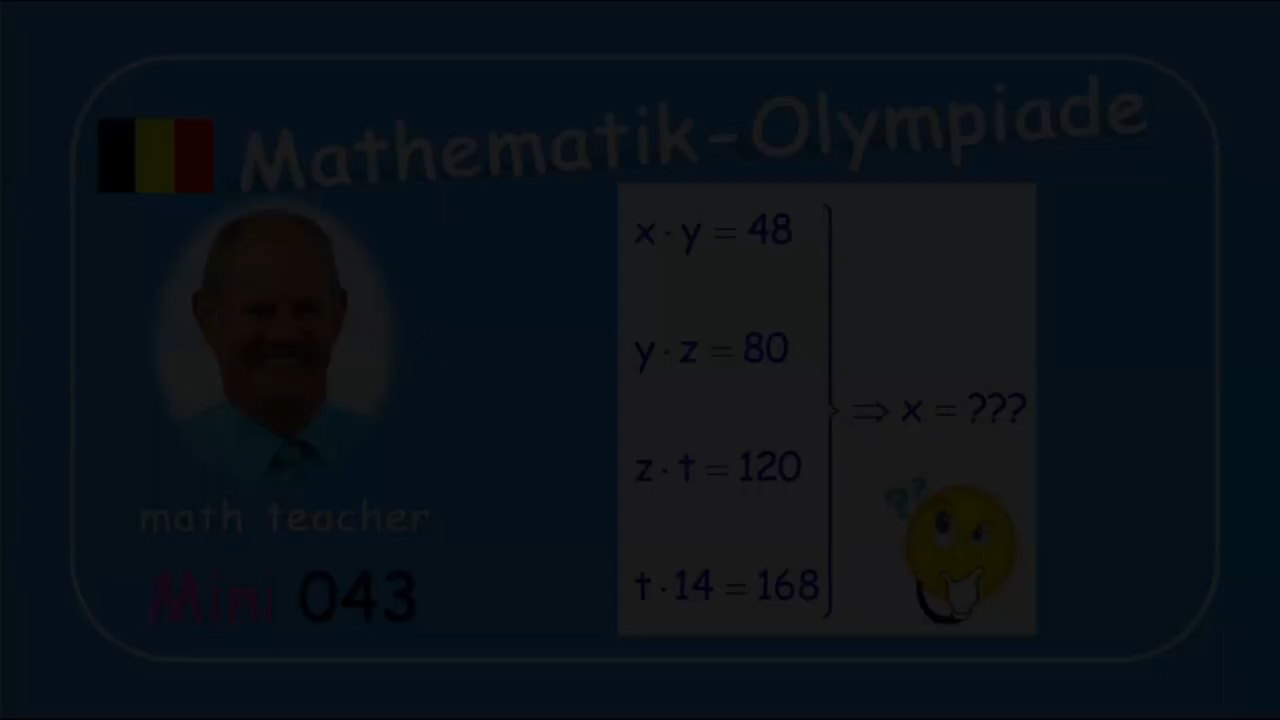 Mathematik-Olympiade
x · y = 48
y · z = 80
⇒ x = ???
z · t = 120
t · 14 = 168
??
math teacher
Mini 043